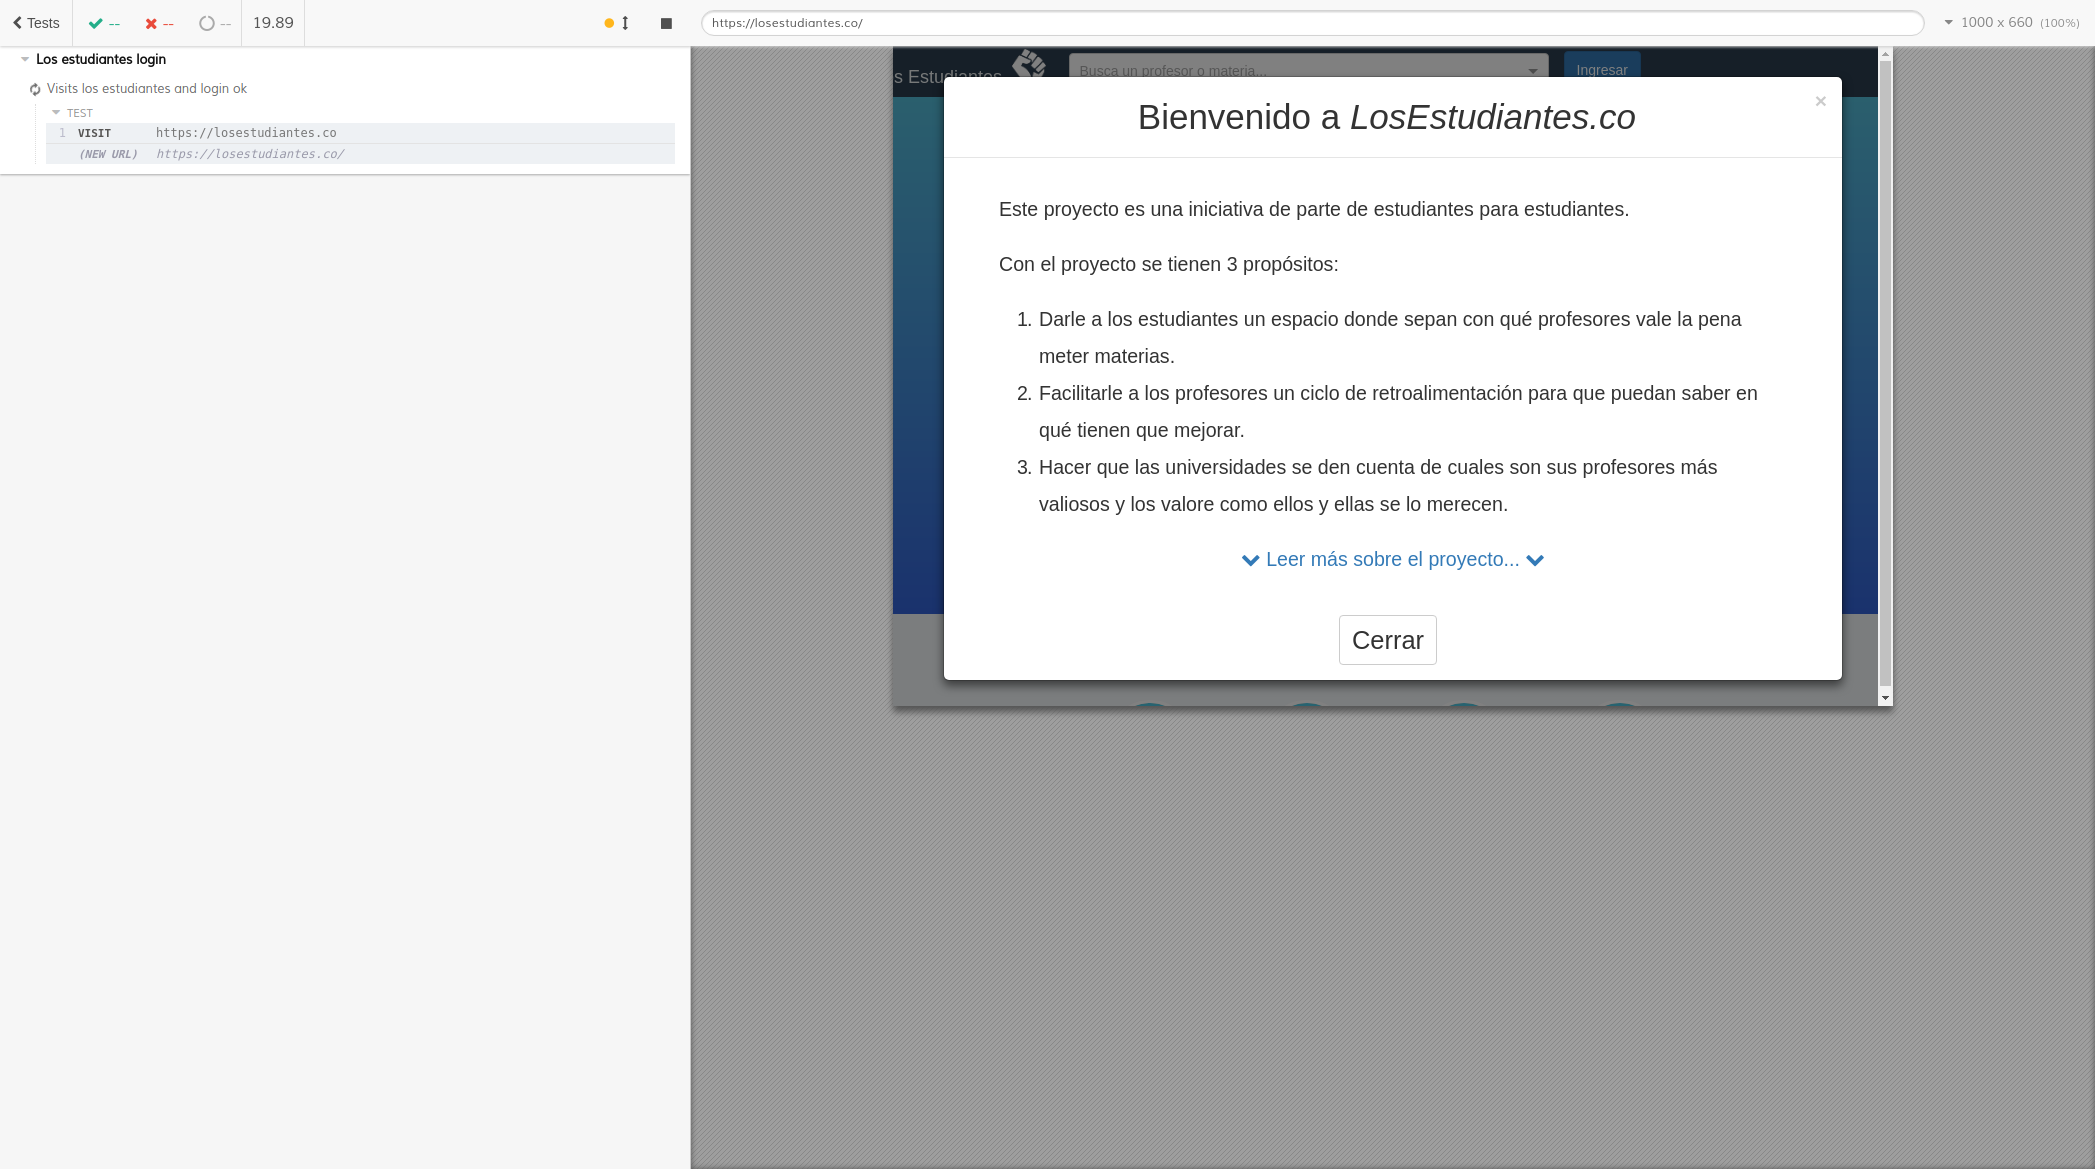 Tests -- -- -- 19.89
https://losestudiantes.co/
1000 x 660 (100%)
Los estudiantes login
Visits los estudiantes and login ok
TEST
1 VISIT https://losestudiantes.co
(NEW URL) https://losestudiantes.co/
s Estudiantes
Busca un profesor o materia...
Ingresar
Bienvenido a LosEstudiantes.co
×
Este proyecto es una iniciativa de parte de estudiantes para estudiantes.
Con el proyecto se tienen 3 propósitos:
1. Darle a los estudiantes un espacio donde sepan con qué profesores vale la pena
meter materias.
2. Facilitarle a los profesores un ciclo de retroalimentación para que puedan saber en
qué tienen que mejorar.
3. Hacer que las universidades se den cuenta de cuales son sus profesores más
valiosos y los valore como ellos y ellas se lo merecen.
Leer más sobre el proyecto...
Cerrar